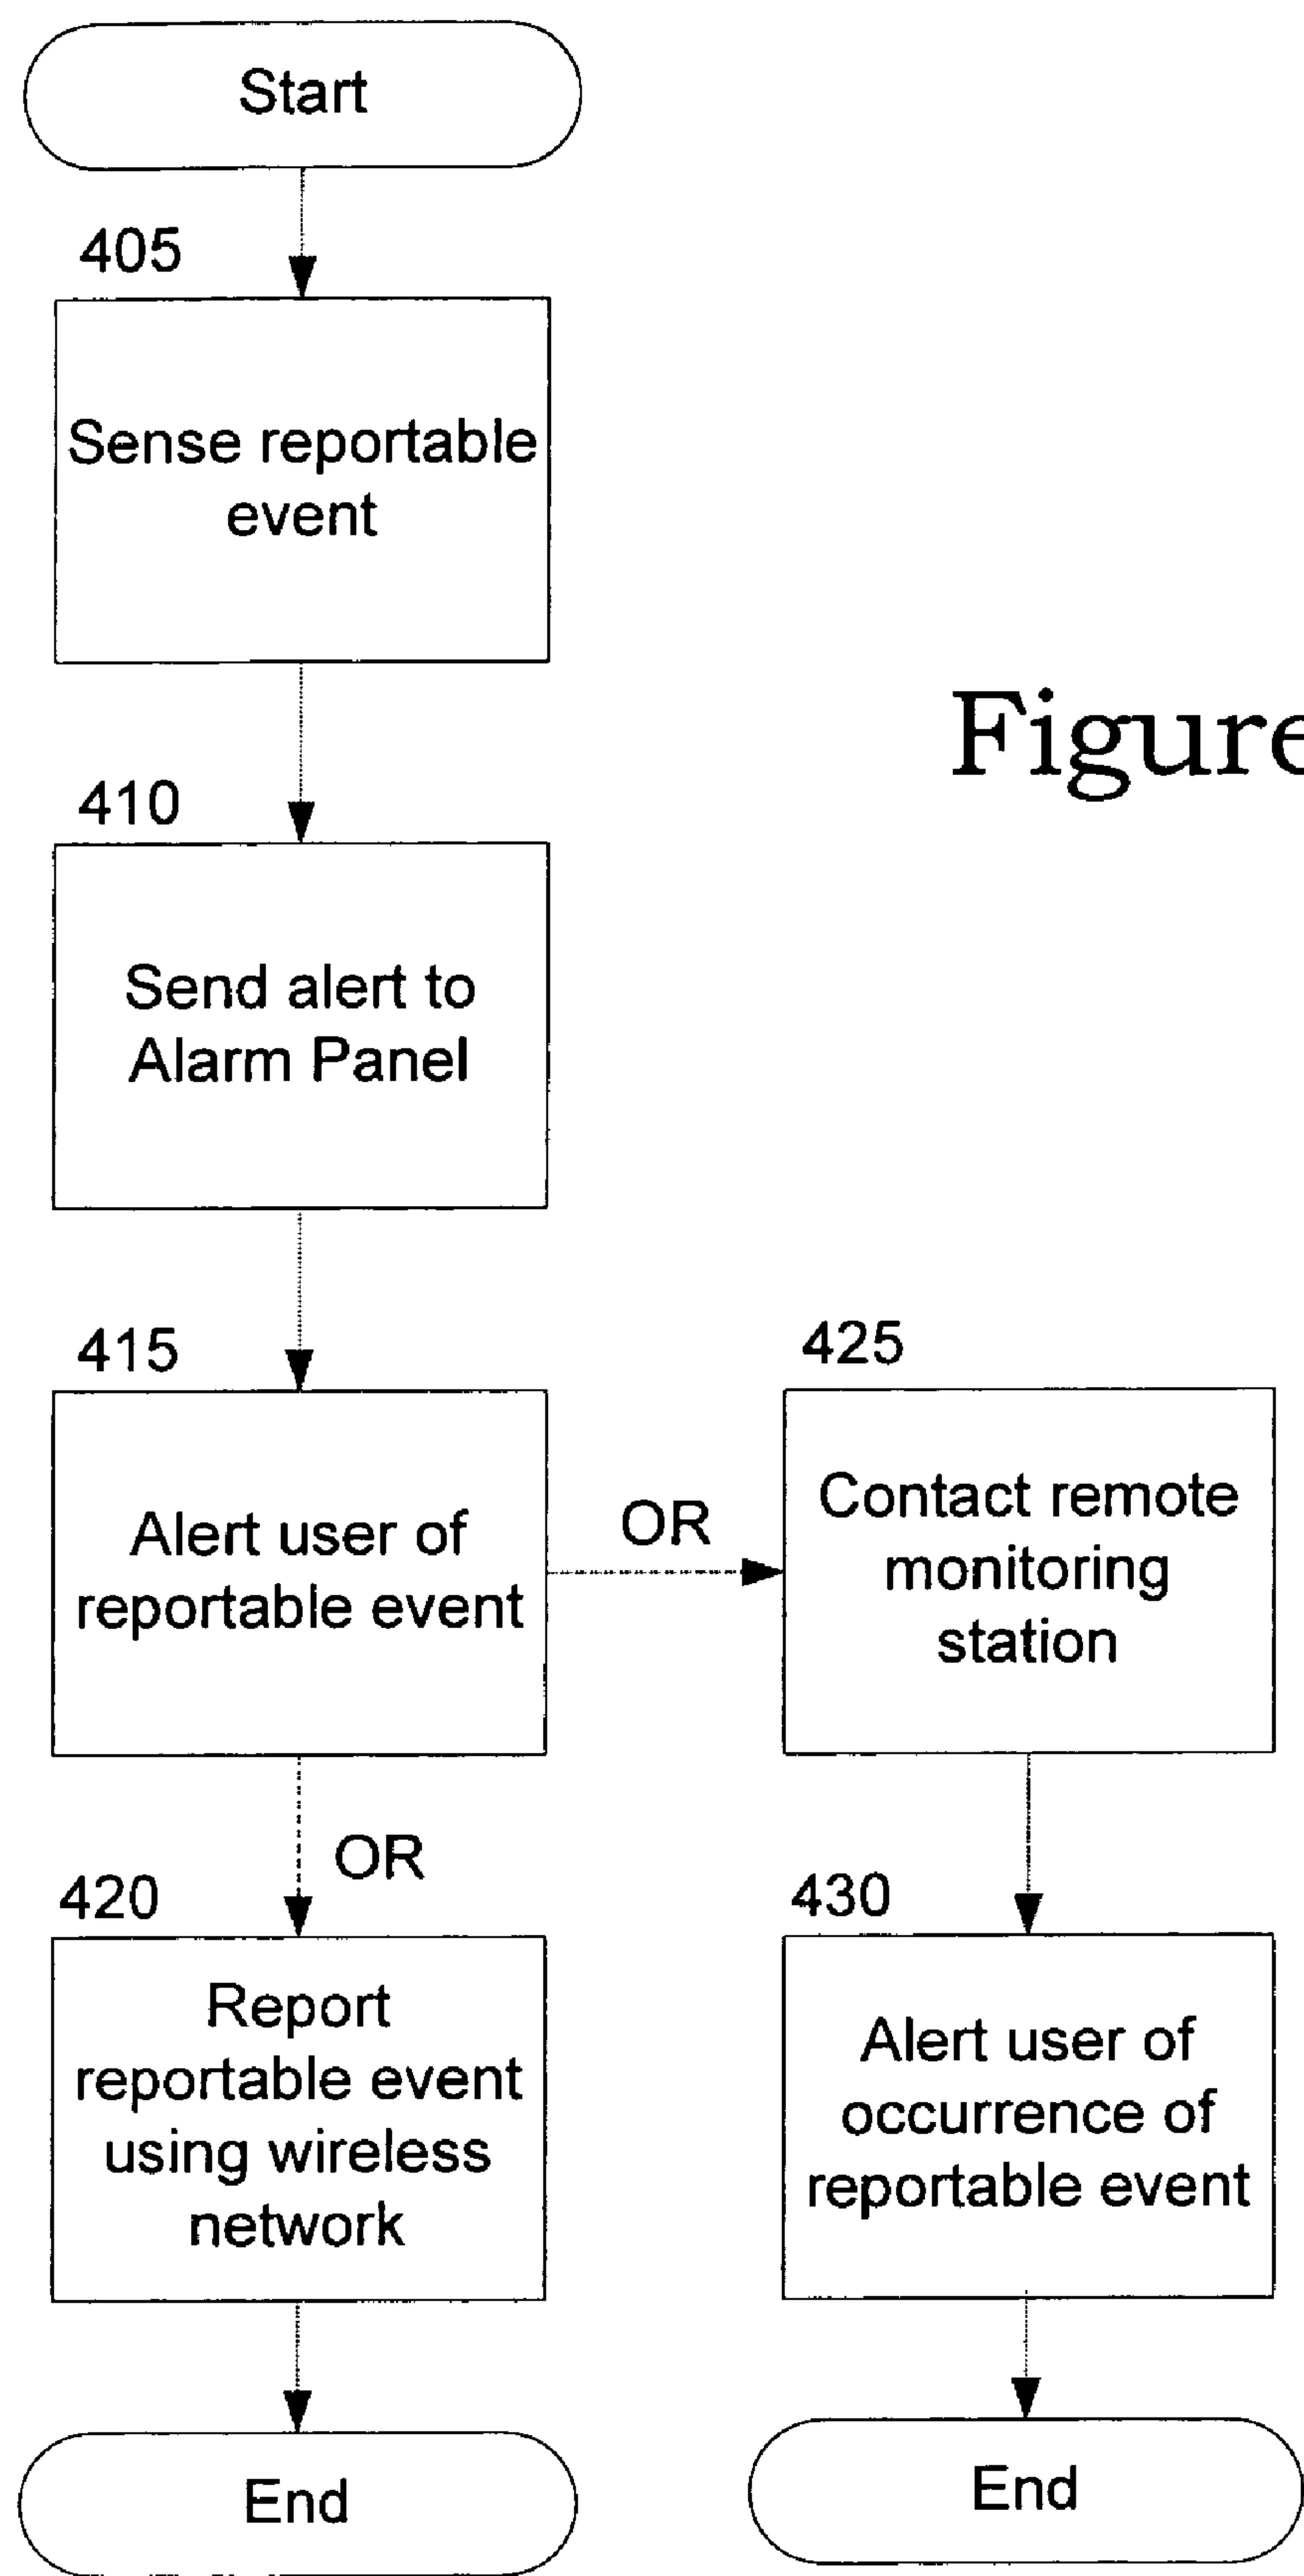 Start
405
Sense reportable
event
Figure
410
Send alert to
Alarm Panel
415
Alert user of
reportable event
OR
425
Contact remote
monitoring
station
OR
420
Report
reportable event
using wireless
network
430
Alert user of
occurrence of
reportable event
End
End